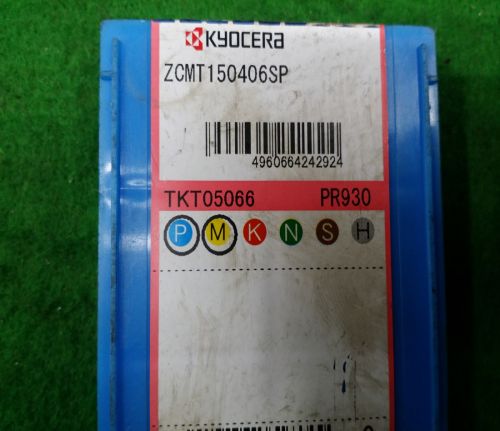 KYOCERA
ZCMT150406SP
4960664242924
TKT05066 PR930
P M K N S H